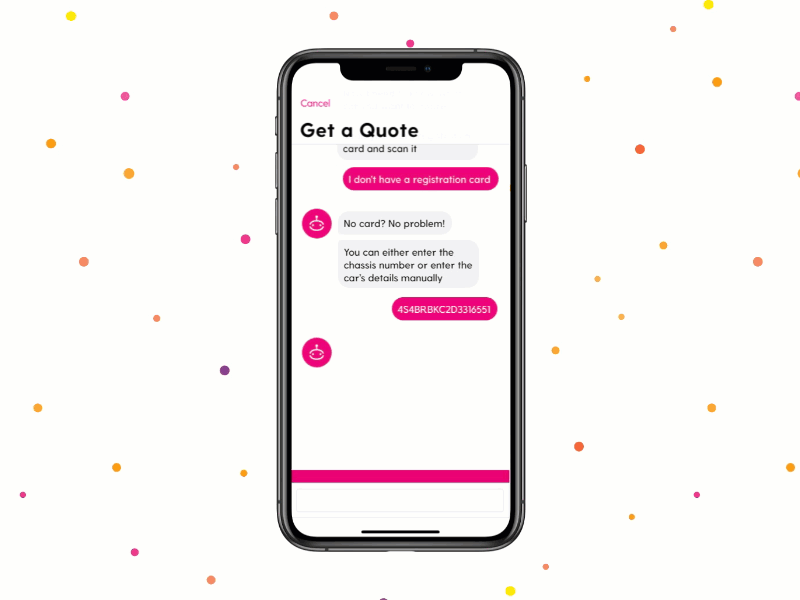 Cancel
Get a Quote
card and scan it
I don't have a registration card
No card? No problem!
You can either enter the
chassis number or enter the
car's details manually
4S4BRBKC2D3316551